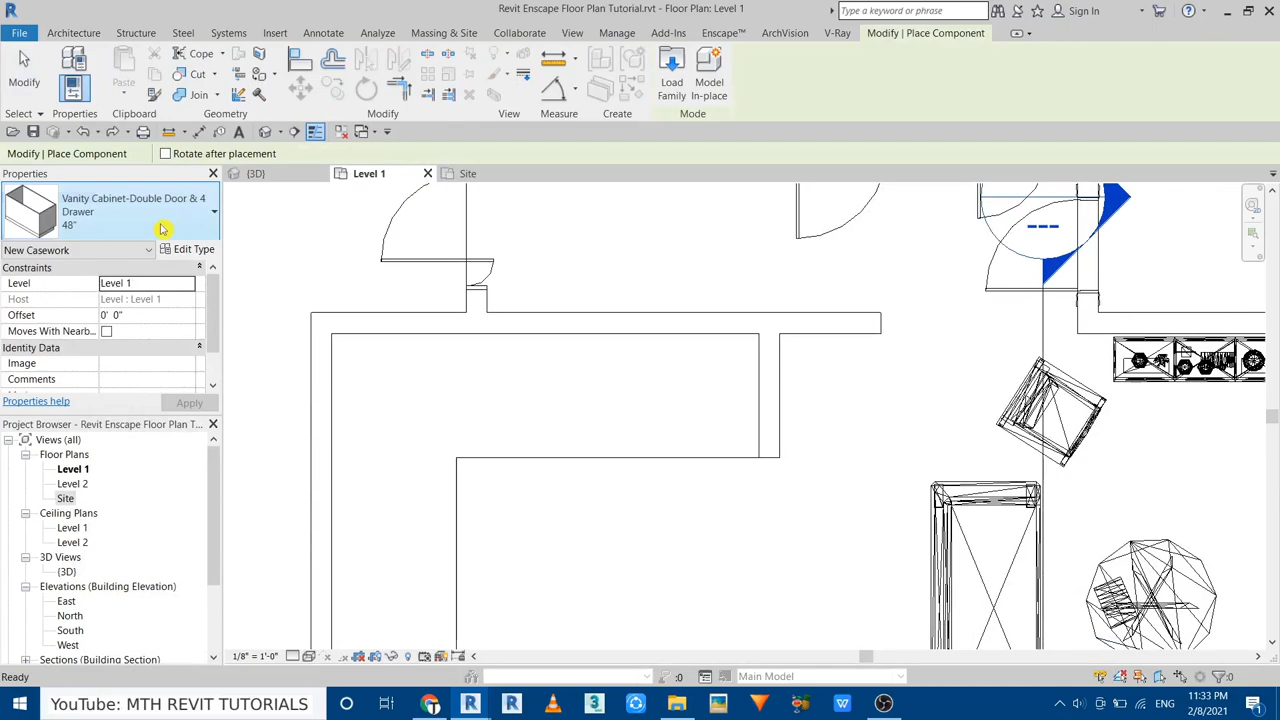 Revit Enscape Floor Plan Tutorial.rvt - Floor Plan: Level 1
Type a keyword or phrase
Sign In
File Architecture Structure Steel Systems Insert Annotate Analyze Massing & Site Collaborate View Manage Add-Ins Enscape™ ArchVision V-Ray Modify | Place Component
Cope
Cut
Join
Modify
Paste
Load Family
Model In-place
Select Properties Clipboard Geometry Modify View Measure Create Mode
Modify | Place Component
Rotate after placement
Properties
{3D}
Level 1
Site
Vanity Cabinet-Double Door & 4 Drawer
48"
New Casework
Edit Type
Constraints
Level Level 1
Host Level : Level 1
Offset 0' 0"
Moves With Nearb...
Identity Data
Image
Comments
Properties help
Apply
Project Browser - Revit Enscape Floor Plan T...
Views (all)
Floor Plans
Level 1
Level 2
Site
Ceiling Plans
Level 1
Level 2
3D Views
{3D}
Elevations (Building Elevation)
East
North
South
West
Sections (Building Section)
1/8" = 1'-0"
Ready
:0
Main Model
:0
YouTube: MTH REVIT TUTORIALS
11:33 PM
2/8/2021